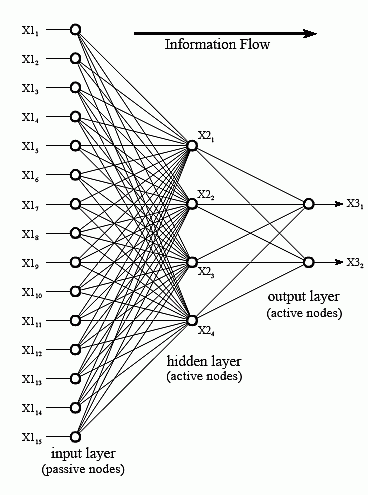 X1₁
Information Flow
X1₂
X1₃
X1₄
X1₅
X2₁
X1₆
X2₂
X1₇
X3₁
X1₈
X1₉
X2₃
X3₂
X1₁₀
output layer
(active nodes)
X1₁₁
X2₄
X1₁₂
hidden layer
(active nodes)
X1₁₃
X1₁₄
X1₁₅
input layer
(passive nodes)